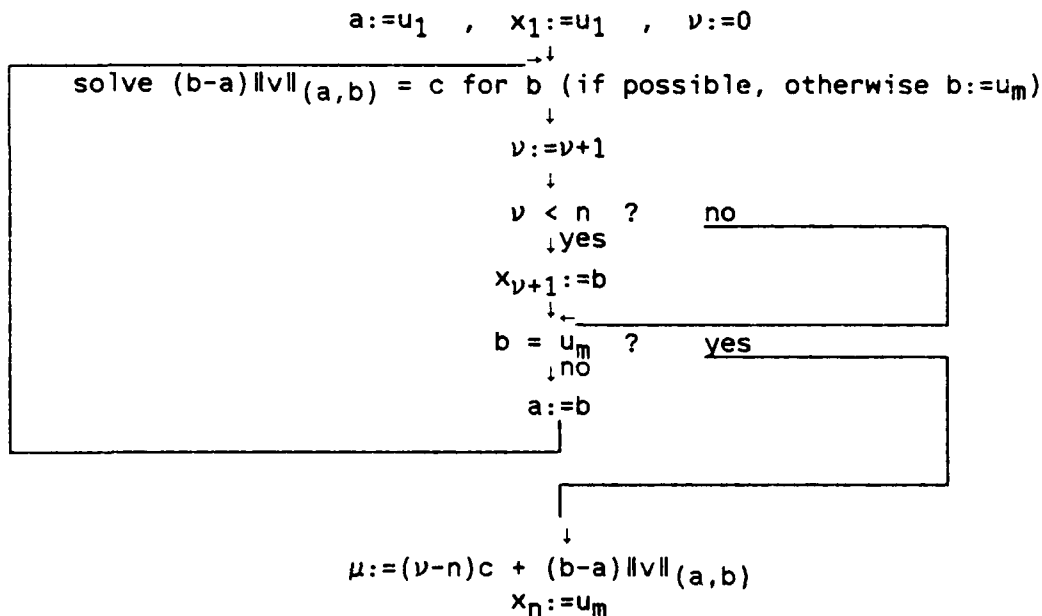 a:=u₁ , x₁:=u₁ , ν:=0
↓
→
solve (b-a)‖v‖₍a,b₎ = c for b (if possible, otherwise b:=uₘ)
↓
ν:=ν+1
↓
ν < n ? no
↓yes
x_{ν+1}:=b
↓
←
b = uₘ ? yes
↓no
a:=b
↓
μ:=(ν-n)c + (b-a)‖v‖₍a,b₎
xₙ:=uₘ